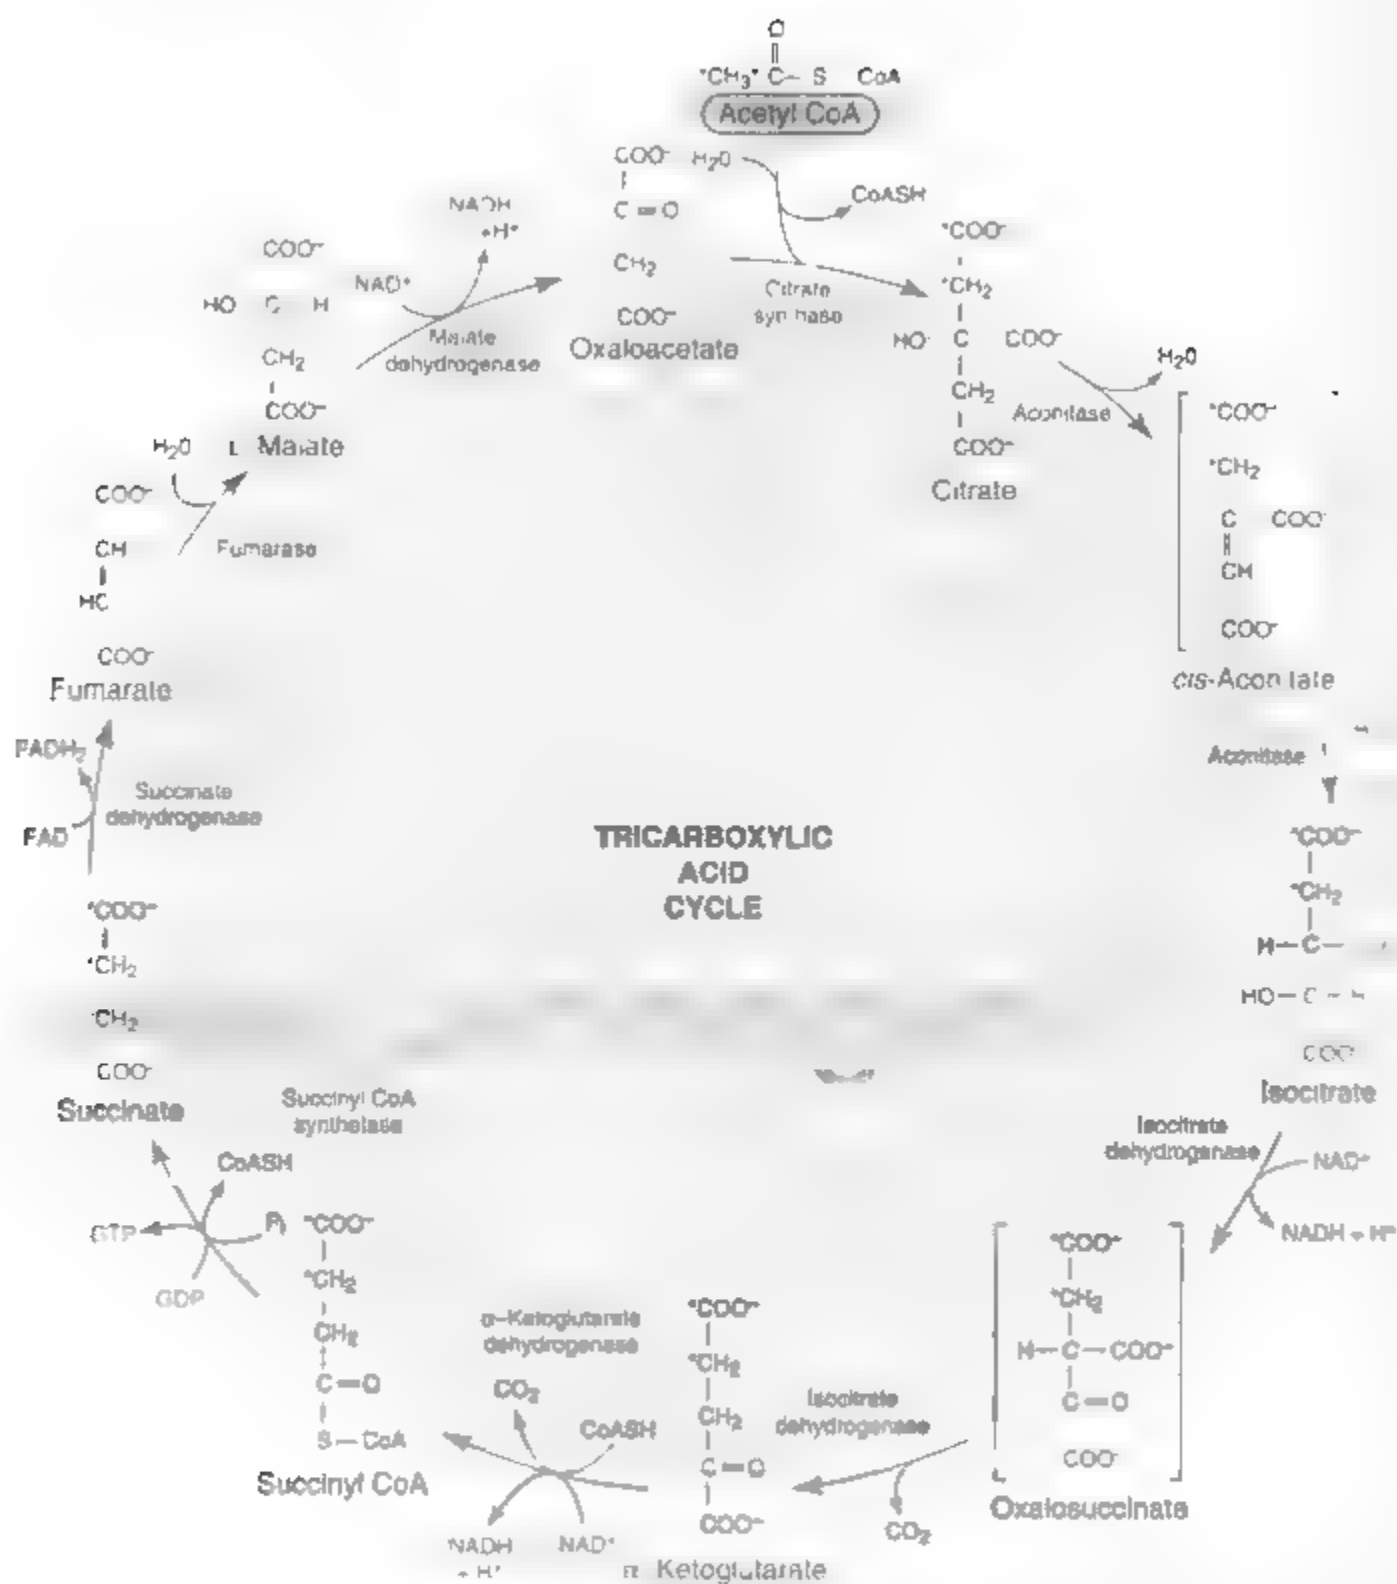 O
*CH3* C– S CoA
Acetyl CoA
COO⁻ H2O
C=O
CH2
COO⁻
Oxaloacetate
CoASH
Citrate
*COO⁻
*CH2
HO C COO⁻
CH2
COO⁻
Citrate
H2O
Aconitase
*COO⁻
*CH2
C COO⁻
CH
COO⁻
Aconitase
*COO⁻
*CH2
H–C–
HO–C–H
COO⁻
Isocitrate
Isocitrate
dehydrogenase
NAD⁺
NADH + H⁺
*COO⁻
*CH2
H–C–COO⁻
C=O
COO⁻
Oxalosuccinate
Isocitrate
dehydrogenase
CO2
*COO⁻
*CH2
CH2
C=O
COO⁻
Ketoglutarate
α–Ketoglutarate
dehydrogenase
CO2
CoASH
NADH
+ H⁺
NAD⁺
*COO⁻
*CH2
CH2
C=O
S–CoA
Succinyl CoA
Succinyl CoA
synthetase
CoASH
GTP
Pi
GDP
*COO⁻
*CH2
CH2
COO⁻
Succinate
FADH2
FAD
Succinate
dehydrogenase
COO⁻
CH
HC
COO⁻
Fumarate
H2O
Fumarase
COO⁻
HO C H
CH2
COO⁻
L Malate
NAD⁺
NADH
+H⁺
Malate
dehydrogenase
TRICARBOXYLIC
ACID
CYCLE